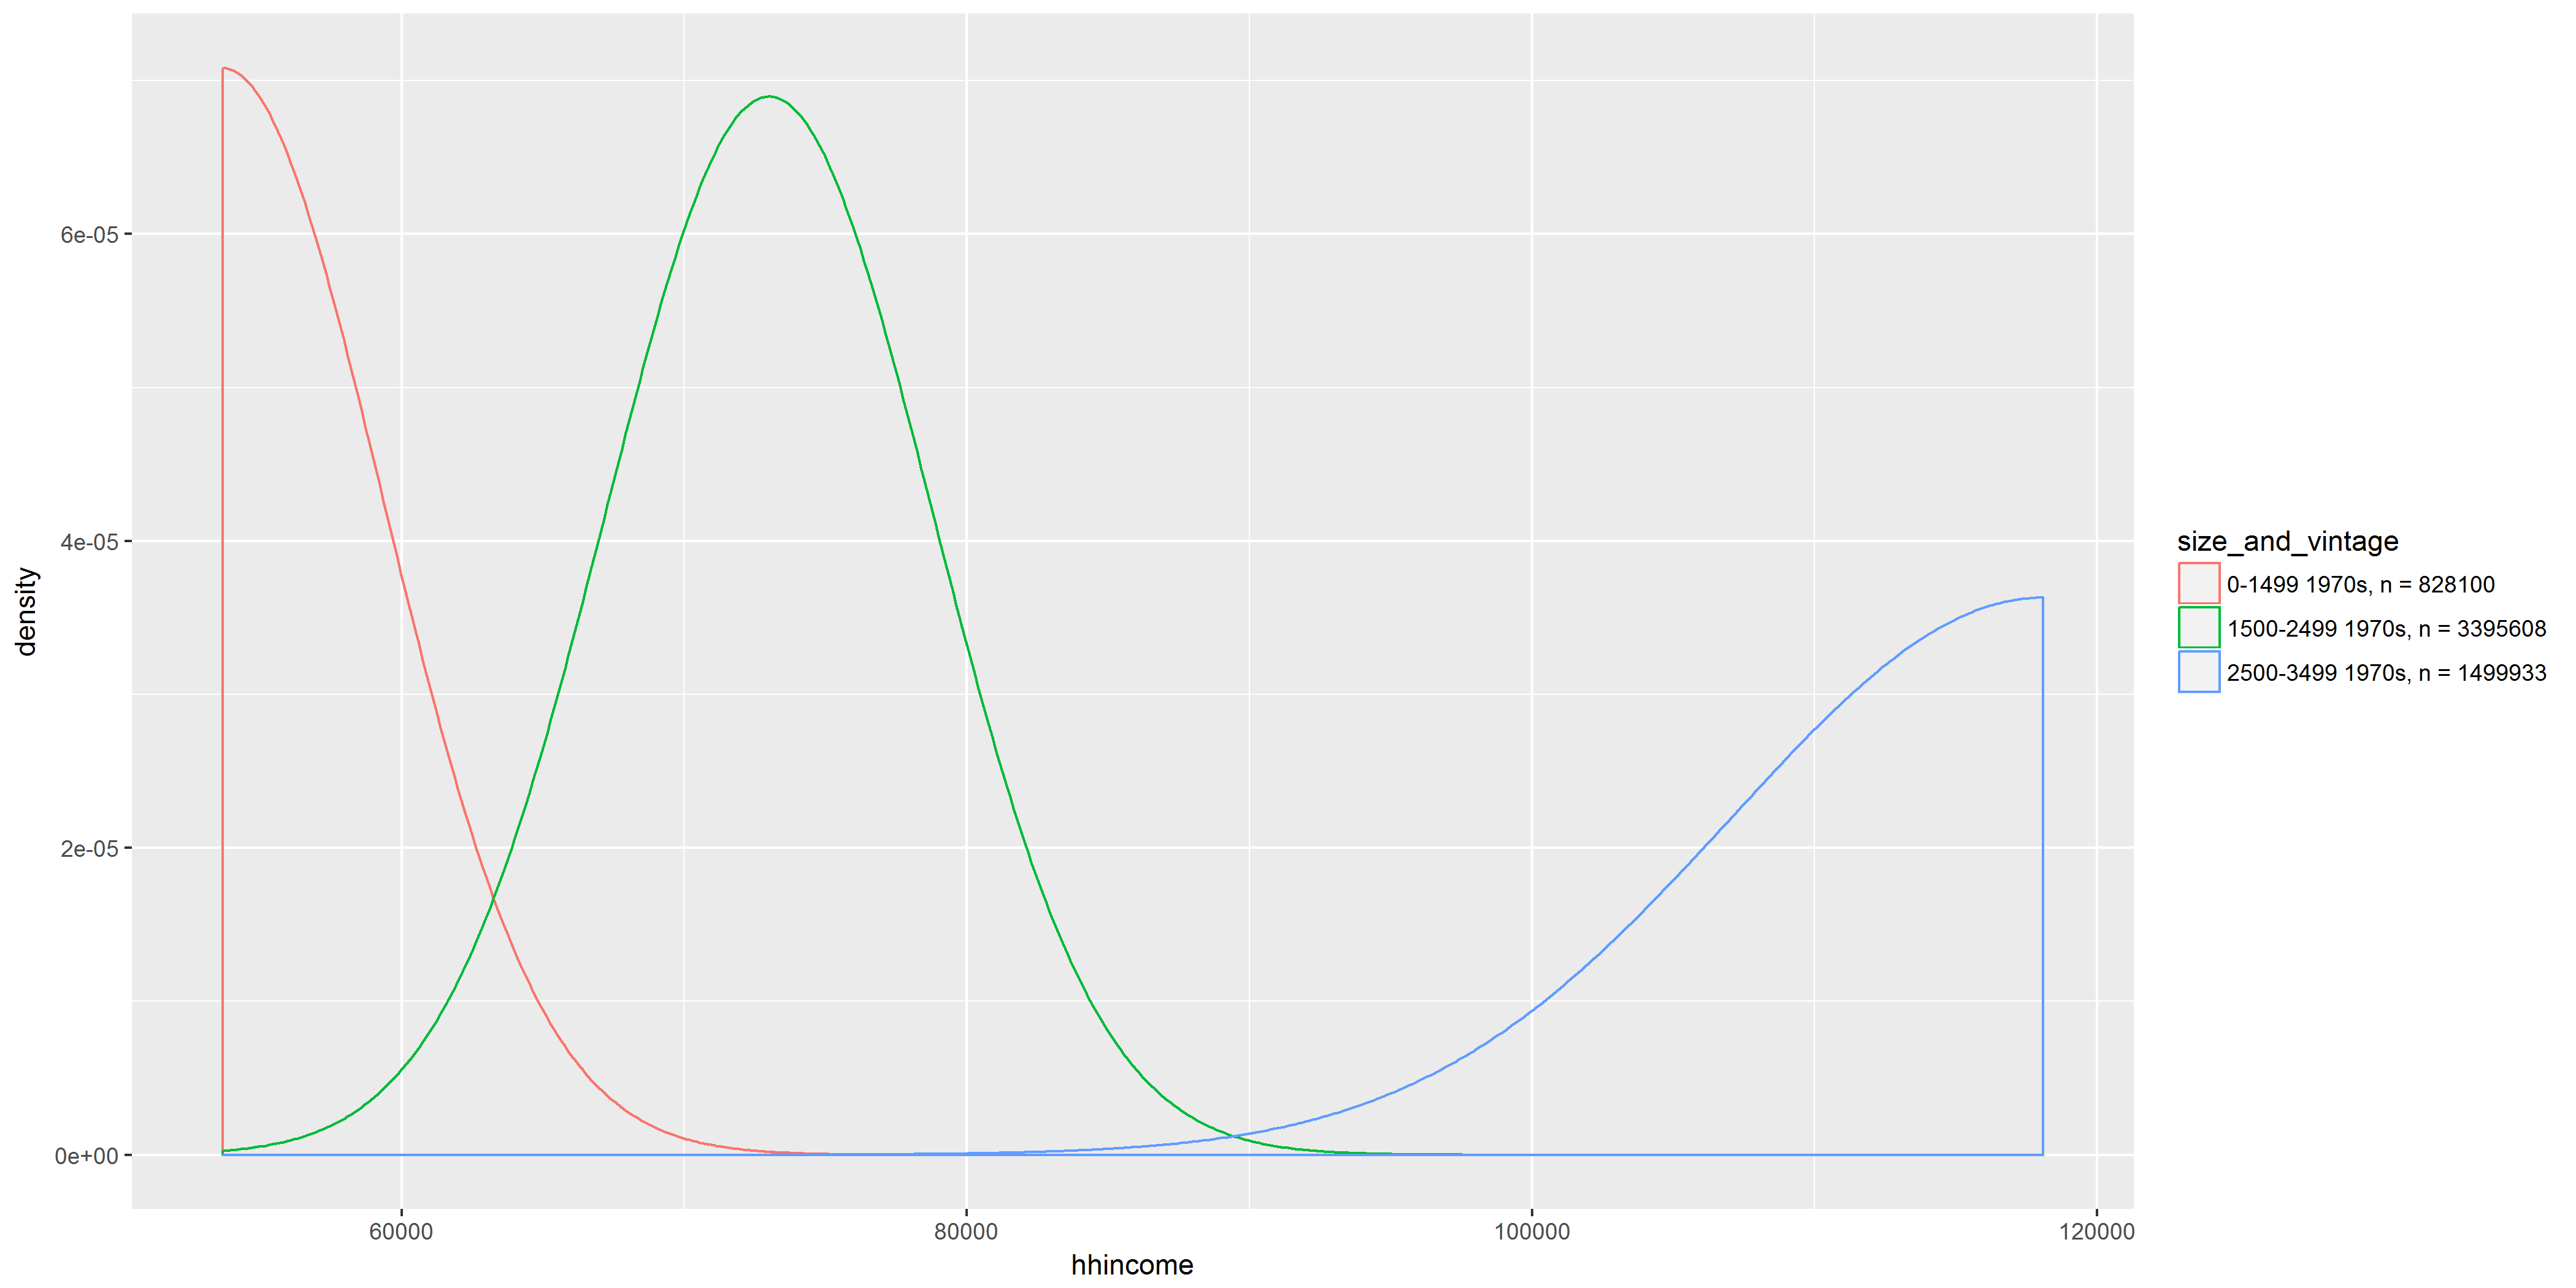 density
6e-05
4e-05
2e-05
0e+00
60000
80000
100000
120000
hhincome
size_and_vintage
0-1499 1970s, n = 828100
1500-2499 1970s, n = 3395608
2500-3499 1970s, n = 1499933